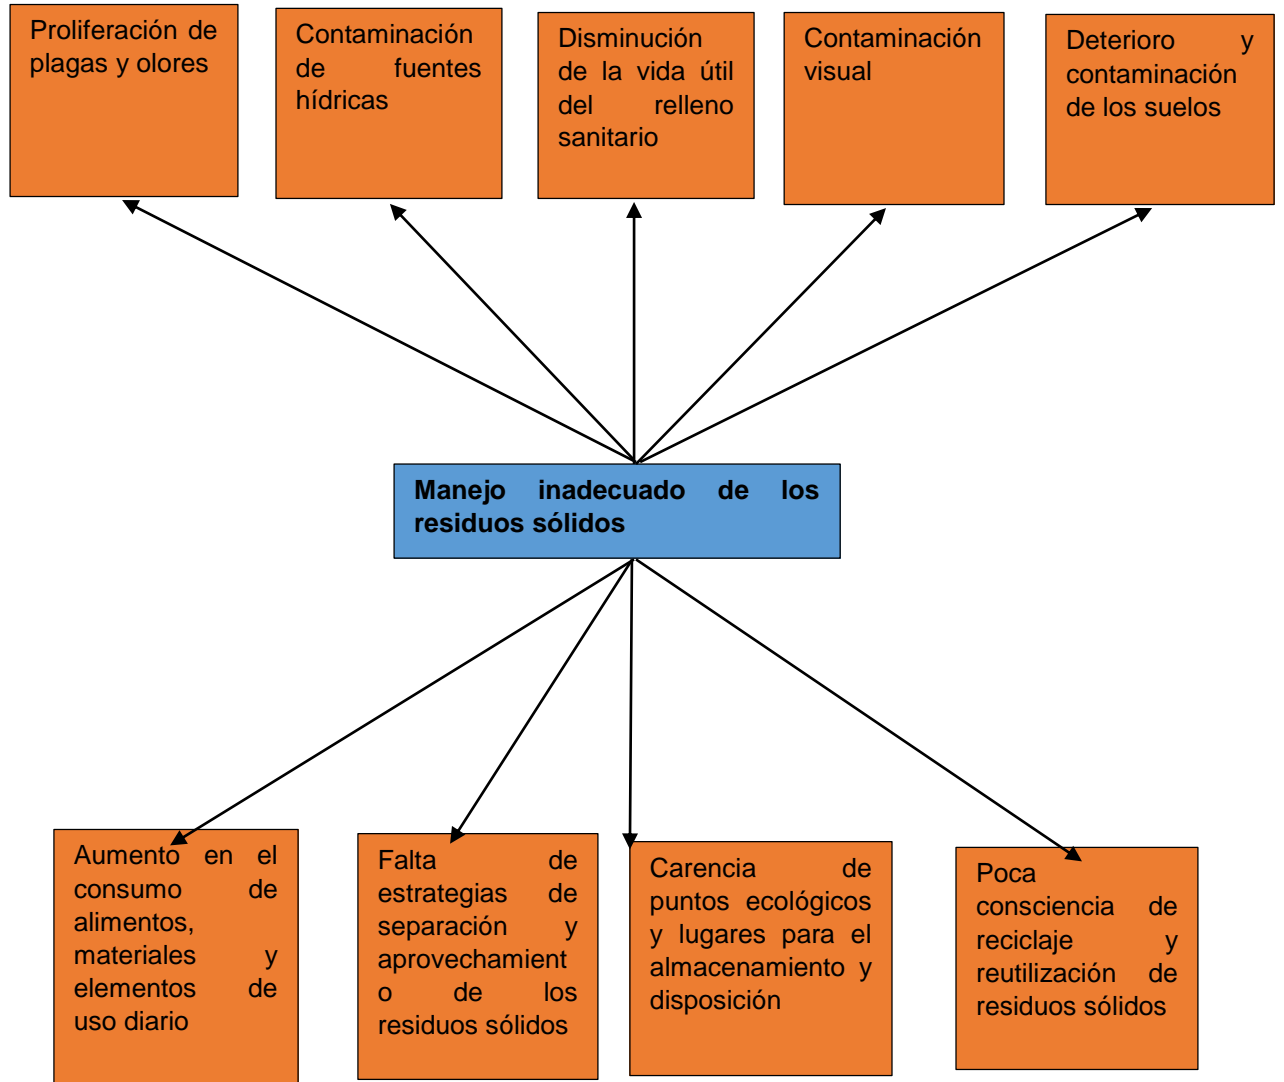 Proliferación de
plagas y olores
Contaminación
de fuentes
hídricas
Disminución
de la vida útil
del relleno
sanitario
Contaminación
visual
Deterioro y
contaminación
de los suelos
Manejo inadecuado de los
residuos sólidos
Aumento en el
consumo de
alimentos,
materiales y
elementos de
uso diario
Falta de
estrategias de
separación y
aprovechamient
o de los
residuos sólidos
Carencia de
puntos ecológicos
y lugares para el
almacenamiento y
disposición
Poca
consciencia de
reciclaje y
reutilización de
residuos sólidos